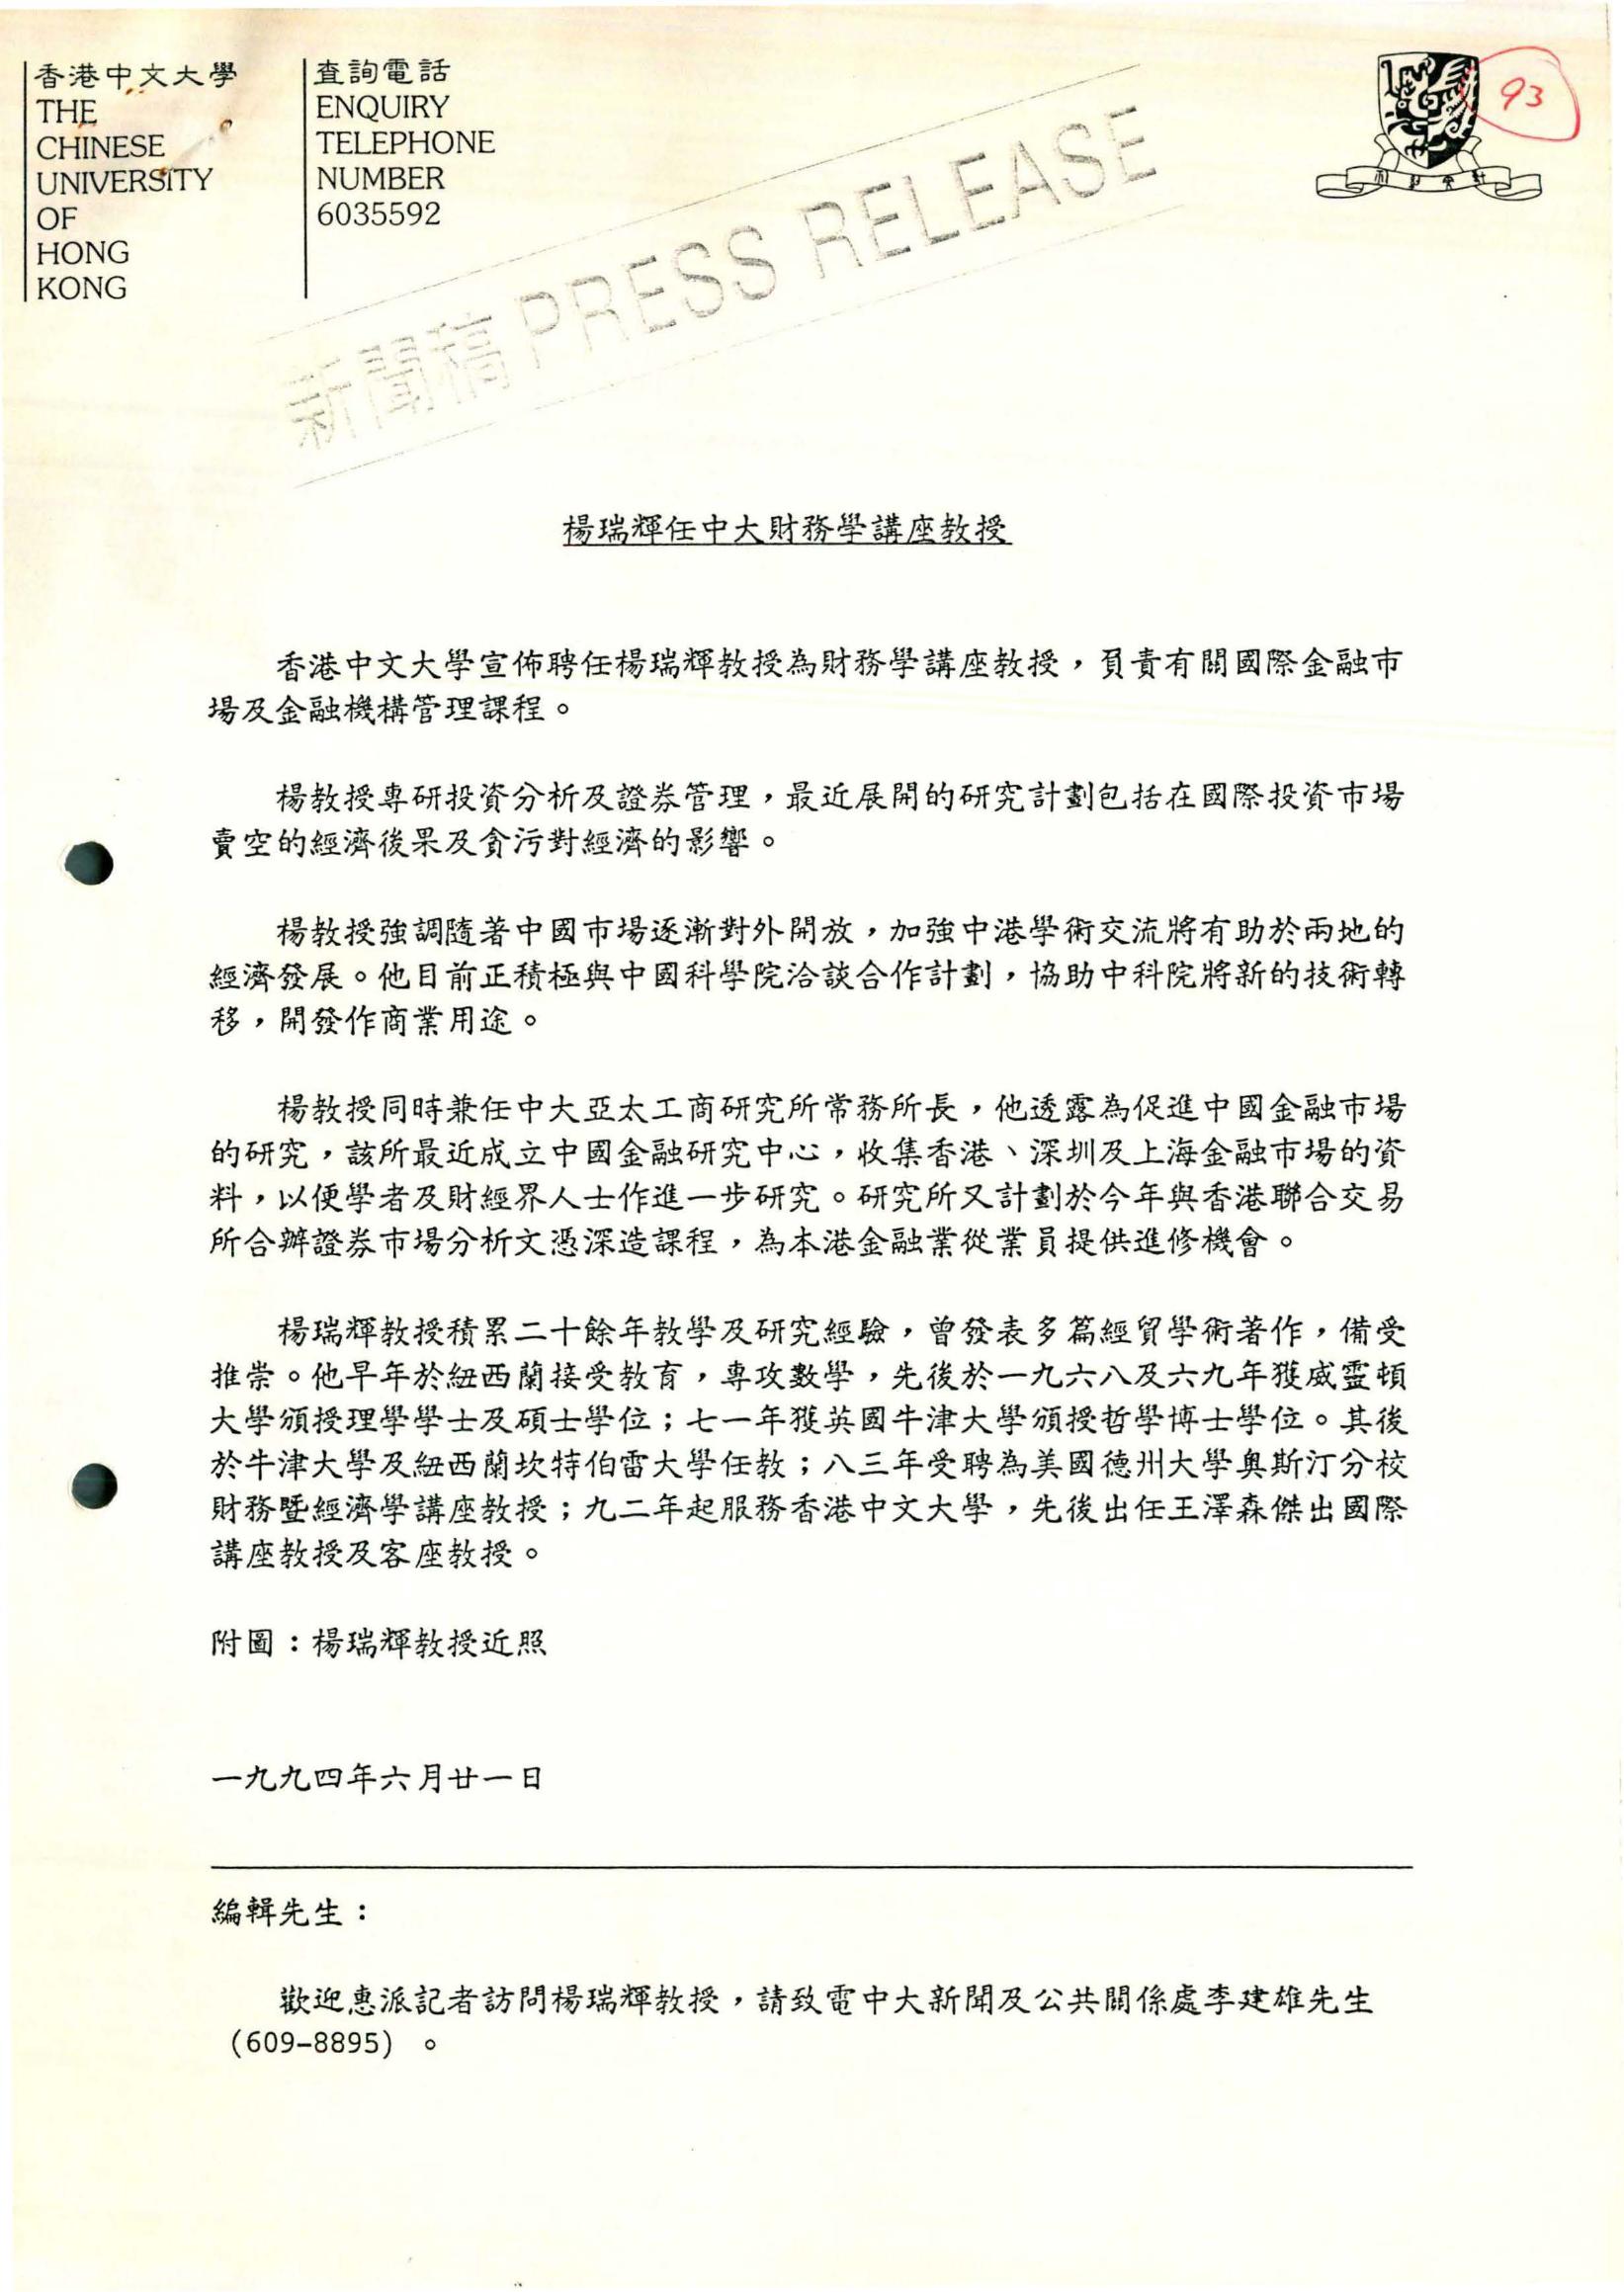 香港中文大學
THE
CHINESE
UNIVERSITY
OF
HONG
KONG
查詢電話
ENQUIRY
TELEPHONE
NUMBER
6035592
93
新聞稿 PRESS RELEASE
楊瑞輝任中大財務學講座教授
香港中文大學宣佈聘任楊瑞輝教授為財務學講座教授，負責有關國際金融市
場及金融機構管理課程。
楊教授專研投資分析及證券管理，最近展開的研究計劃包括在國際投資市場
賣空的經濟後果及貪污對經濟的影響。
楊教授強調隨著中國市場逐漸對外開放，加強中港學術交流將有助於兩地的
經濟發展。他目前正積極與中國科學院洽談合作計劃，協助中科院將新的技術轉
移，開發作商業用途。
楊教授同時兼任中大亞太工商研究所常務所長，他透露為促進中國金融市場
的研究，該所最近成立中國金融研究中心，收集香港、深圳及上海金融市場的資
料，以便學者及財經界人士作進一步研究。研究所又計劃於今年與香港聯合交易
所合辦證券市場分析文憑深造課程，為本港金融業從業員提供進修機會。
楊瑞輝教授積累二十餘年教學及研究經驗，曾發表多篇經貿學術著作，備受
推崇。他早年於紐西蘭接受教育，專攻數學，先後於一九六八及六九年獲威靈頓
大學頒授理學學士及碩士學位；七一年獲英國牛津大學頒授哲學博士學位。其後
於牛津大學及紐西蘭坎特伯雷大學任教；八三年受聘為美國德州大學奧斯汀分校
財務暨經濟學講座教授；九二年起服務香港中文大學，先後出任王澤森傑出國際
講座教授及客座教授。
附圖：楊瑞輝教授近照
一九九四年六月廿一日
編輯先生：
歡迎惠派記者訪問楊瑞輝教授，請致電中大新聞及公共關係處李建雄先生
(609-8895) 。